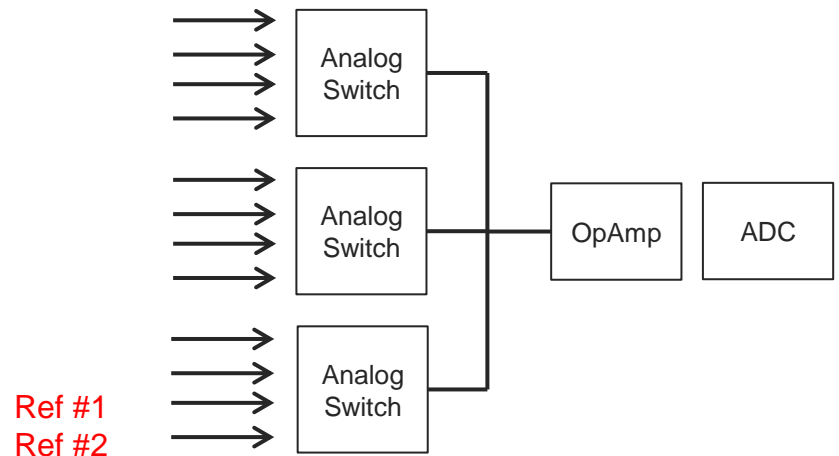 Analog
Switch
Analog
Switch
OpAmp
ADC
Analog
Switch
Ref #1
Ref #2